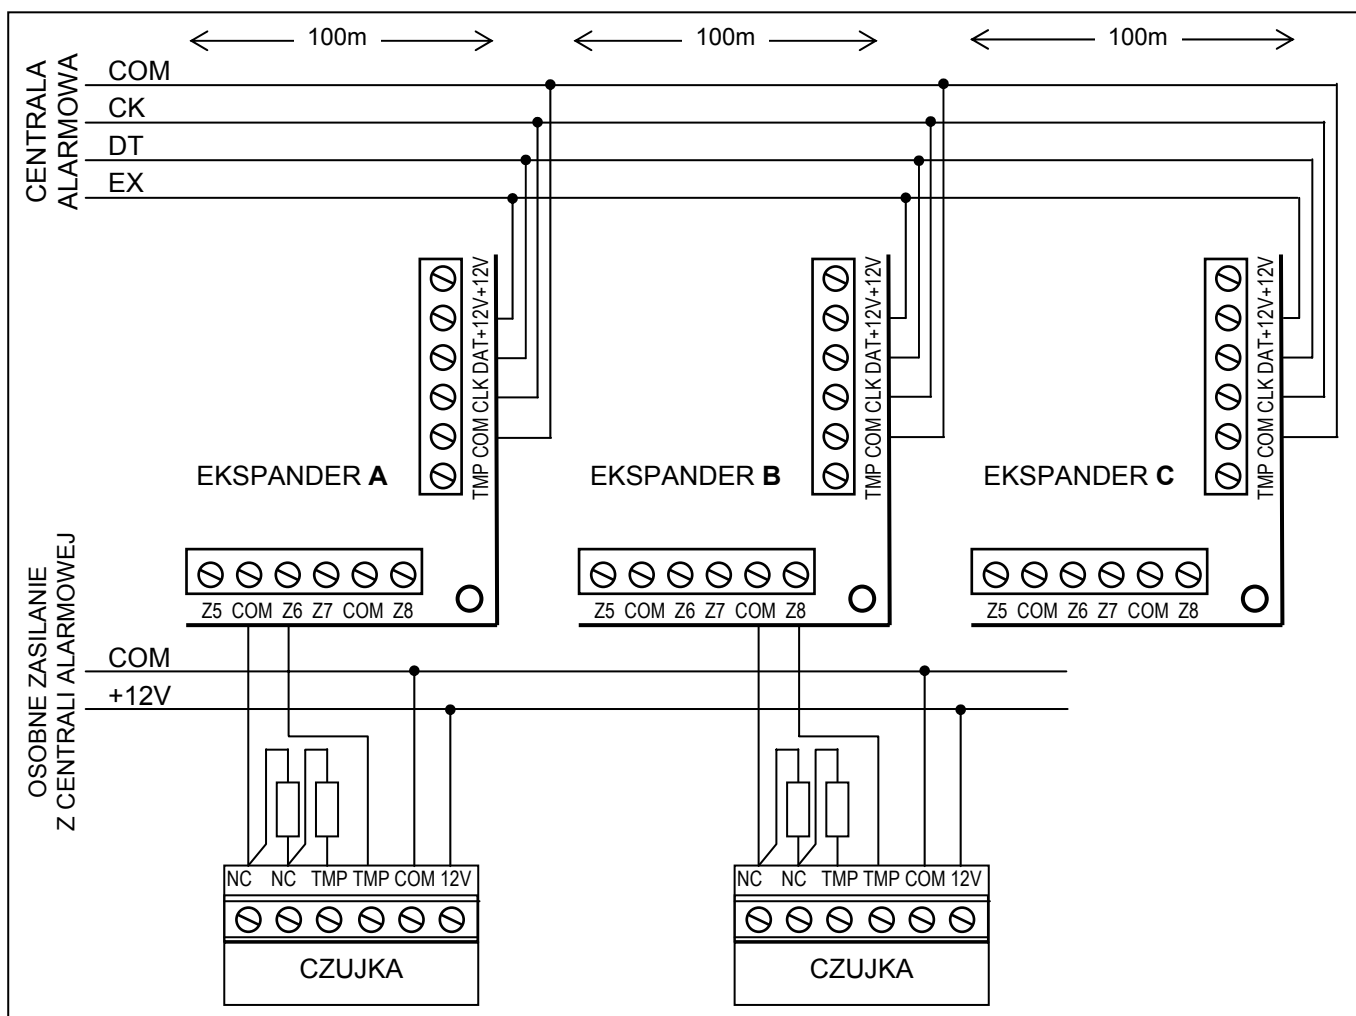 100m 100m 100m
CENTRALA
ALARMOWA
COM
CK
DT
EX
TMP COM CLK DAT+12V+12V
TMP COM CLK DAT+12V+12V
TMP COM CLK DAT+12V+12V
EKSPANDER A
EKSPANDER B
EKSPANDER C
Z5 COM Z6 Z7 COM Z8
Z5 COM Z6 Z7 COM Z8
Z5 COM Z6 Z7 COM Z8
OSOBNE ZASILANIE
Z CENTRALI ALARMOWEJ
COM
+12V
NC NC TMP TMP COM 12V
NC NC TMP TMP COM 12V
CZUJKA
CZUJKA